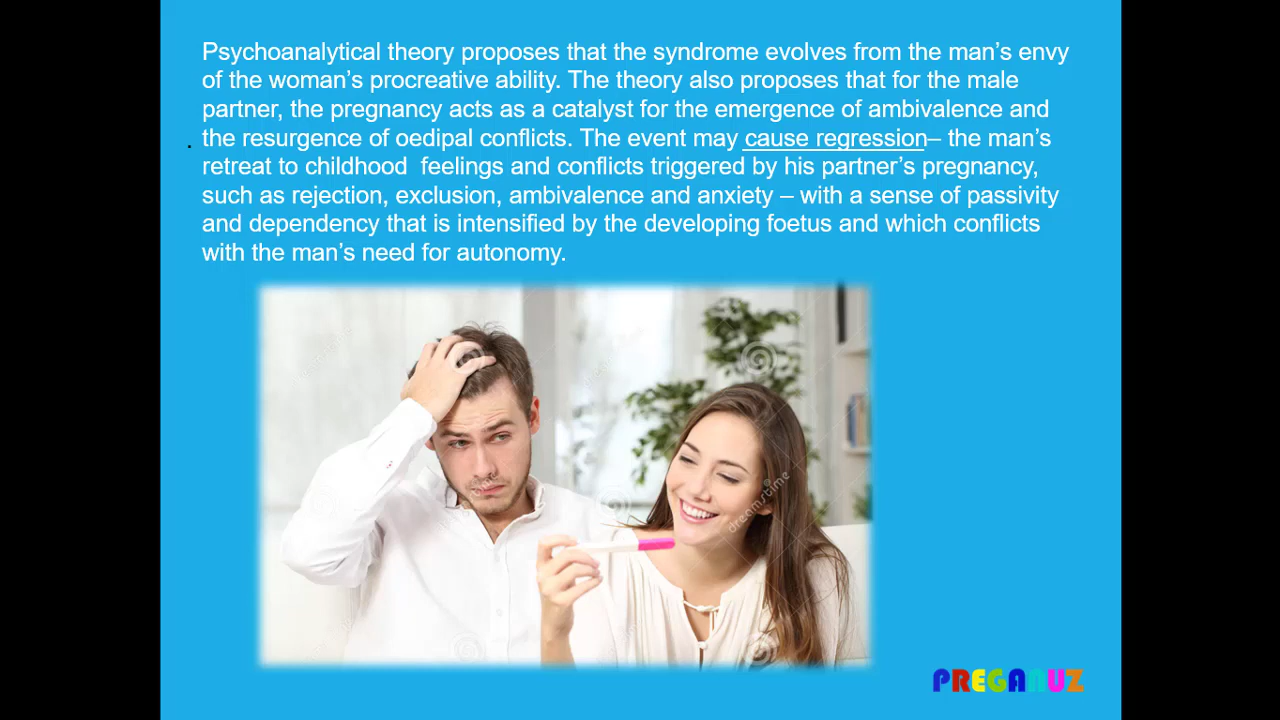 Psychoanalytical theory proposes that the syndrome evolves from the man’s envy
of the woman’s procreative ability. The theory also proposes that for the male
partner, the pregnancy acts as a catalyst for the emergence of ambivalence and
. the resurgence of oedipal conflicts. The event may cause regression– the man’s
retreat to childhood  feelings and conflicts triggered by his partner’s pregnancy,
such as rejection, exclusion, ambivalence and anxiety – with a sense of passivity
and dependency that is intensified by the developing foetus and which conflicts
with the man’s need for autonomy.
dreamstime
PREGANUZ